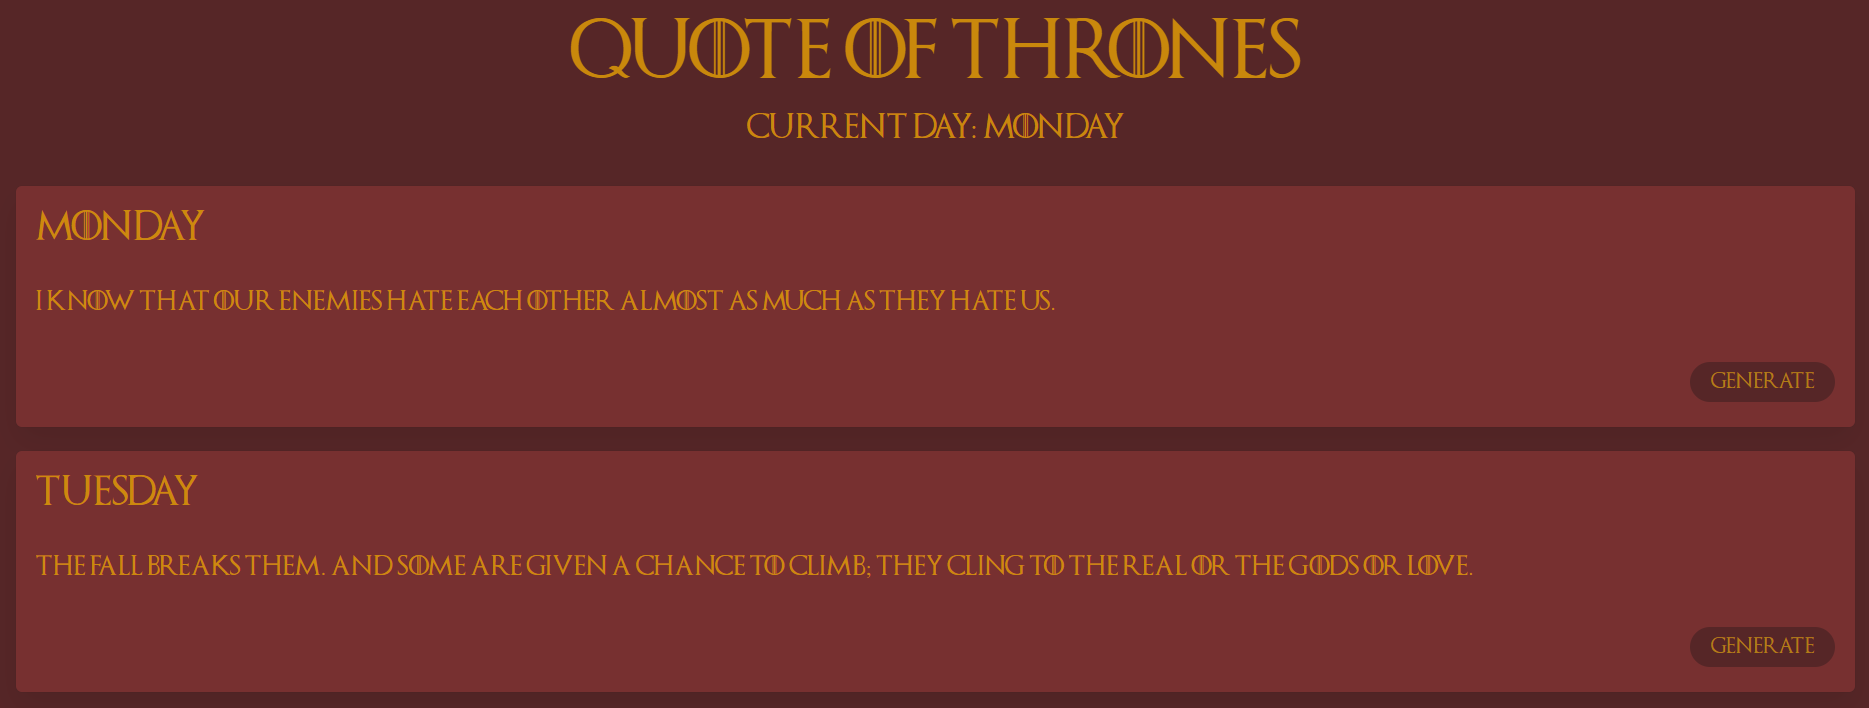 QUOTE OF THRONES
CURRENT DAY: MONDAY
MONDAY
I KNOW THAT OUR ENEMIES HATE EACH OTHER ALMOST AS MUCH AS THEY HATE US.
GENERATE
TUESDAY
THE FALL BREAKS THEM. AND SOME ARE GIVEN A CHANCE TO CLIMB; THEY CLING TO THE REAL OR THE GODS OR LOVE.
GENERATE